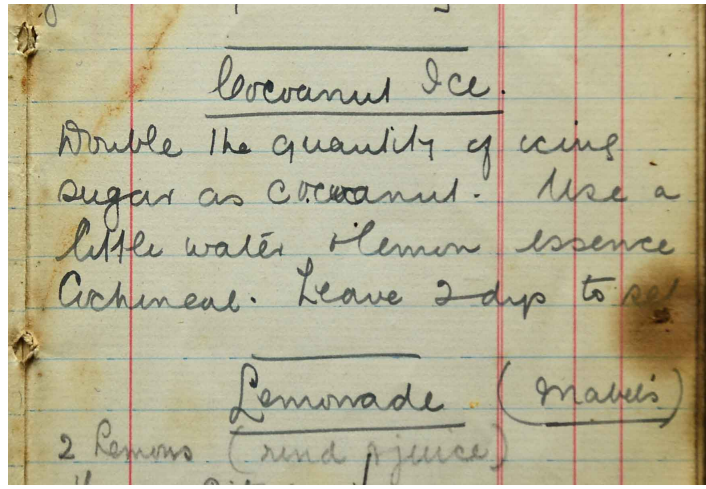 Cocoanut Ice.
Double the quantity of icing
sugar as cocoanut. Use a
little water & lemon essence
Cochineal. Leave 2 dys to set
Lemonade (Mabel's)
2 Lemons (rind & juice)